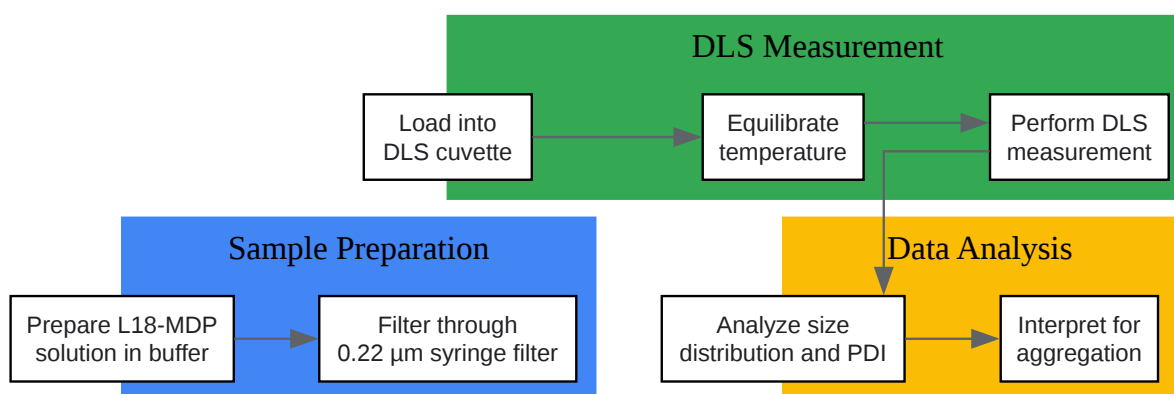 DLS Measurement
Load into
DLS cuvette
Equilibrate
temperature
Perform DLS
measurement
Sample Preparation
Prepare L18-MDP
solution in buffer
Filter through
0.22 µm syringe filter
Data Analysis
Analyze size
distribution and PDI
Interpret for
aggregation